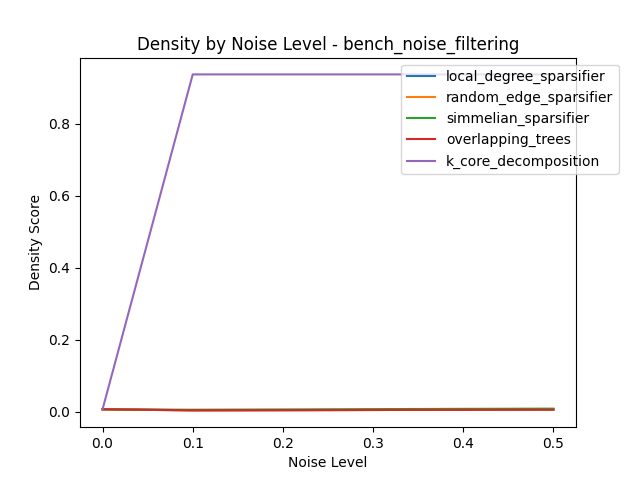 Density by Noise Level - bench_noise_filtering
local_degree_sparsifier
random_edge_sparsifier
simmelian_sparsifier
overlapping_trees
k_core_decomposition
Density Score
0.8
0.6
0.4
0.2
0.0
0.0 0.1 0.2 0.3 0.4 0.5
Noise Level